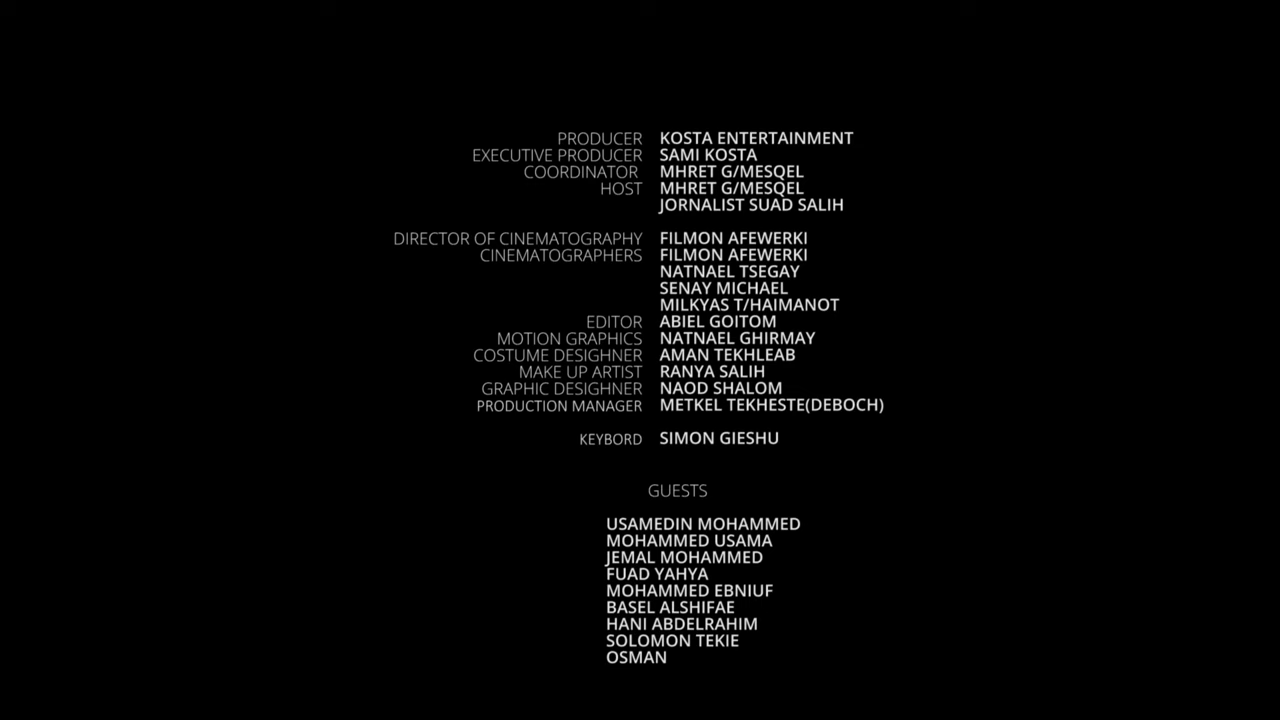 PRODUCER KOSTA ENTERTAINMENT
EXECUTIVE PRODUCER SAMI KOSTA
COORDINATOR MHRET G/MESQEL
HOST MHRET G/MESQEL
JORNALIST SUAD SALIH
DIRECTOR OF CINEMATOGRAPHY FILMON AFEWERKI
CINEMATOGRAPHERS FILMON AFEWERKI
NATNAEL TSEGAY
SENAY MICHAEL
MILKYAS T/HAIMANOT
EDITOR ABIEL GOITOM
MOTION GRAPHICS NATNAEL GHIRMAY
COSTUME DESIGHNER AMAN TEKHLEAB
MAKE UP ARTIST RANYA SALIH
GRAPHIC DESIGHNER NAOD SHALOM
PRODUCTION MANAGER METKEL TEKHESTE(DEBOCH)
KEYBORD SIMON GIESHU
GUESTS
USAMEDIN MOHAMMED
MOHAMMED USAMA
JEMAL MOHAMMED
FUAD YAHYA
MOHAMMED EBNIUF
BASEL ALSHIFAE
HANI ABDELRAHIM
SOLOMON TEKIE
OSMAN